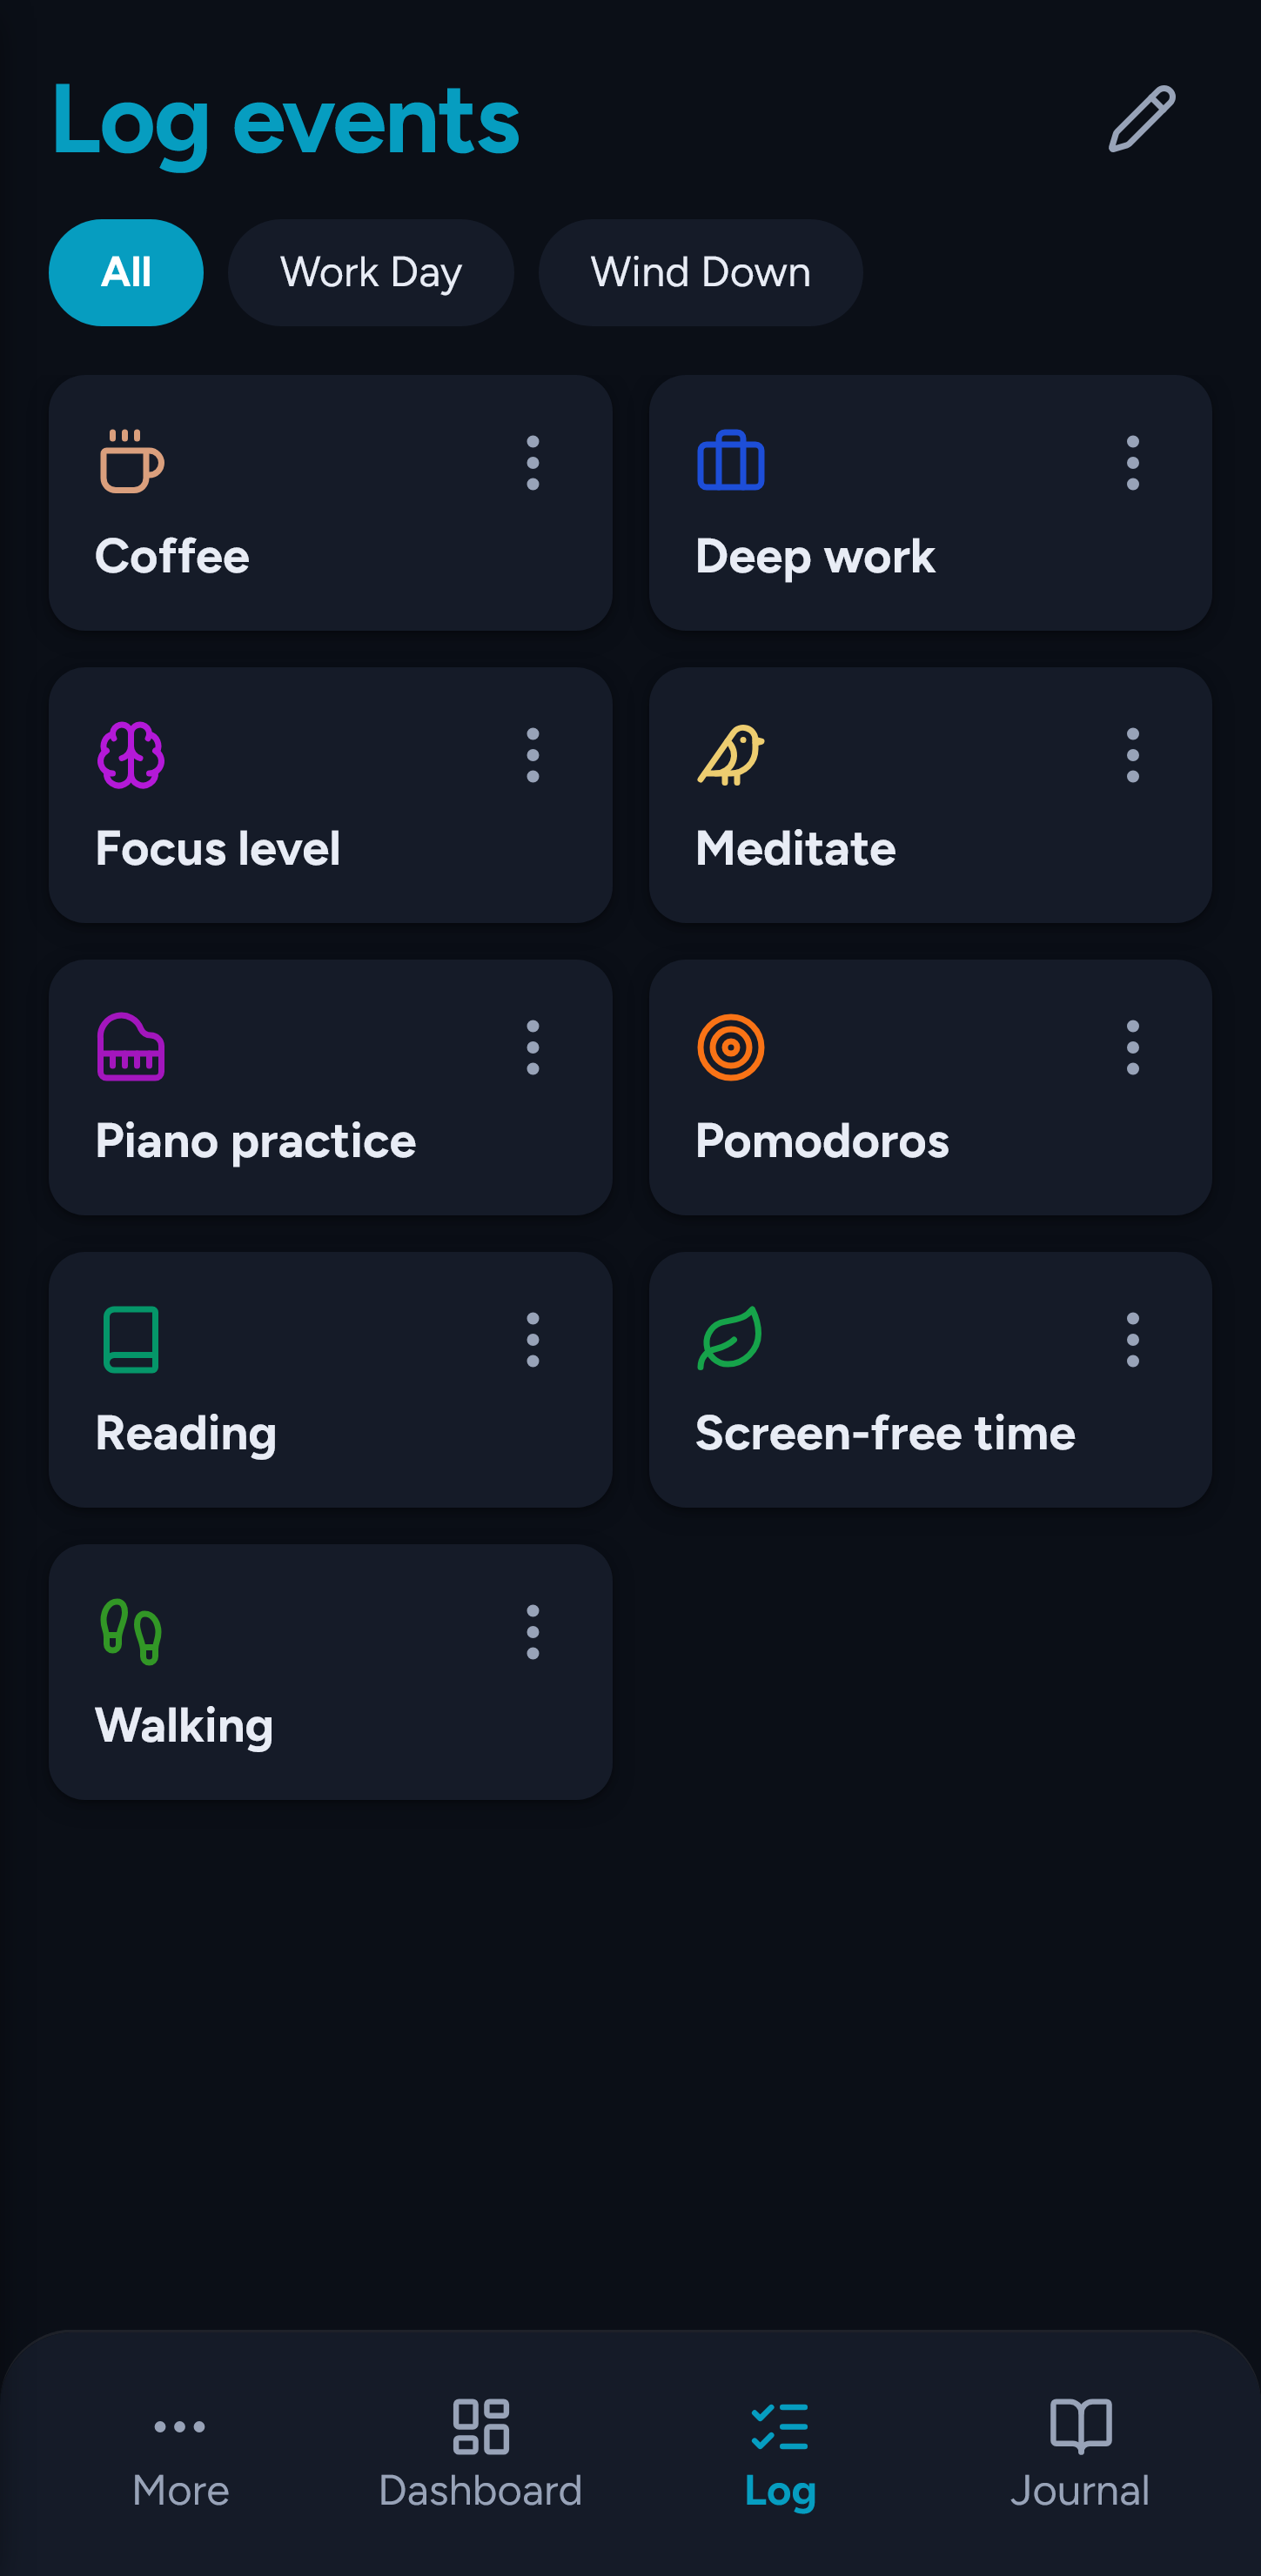 Log events
All
Work Day
Wind Down
Coffee
Deep work
Focus level
Meditate
Piano practice
Pomodoros
Reading
Screen-free time
Walking
More
Dashboard
Log
Journal